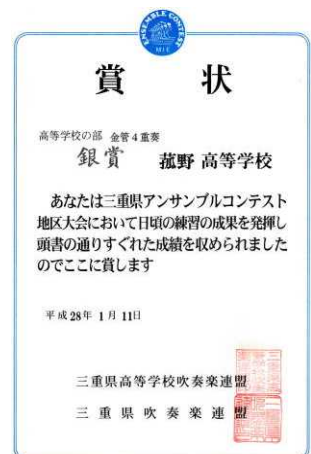 ENSEMBLE CONTEST
MIE
賞 状
高等学校の部 金管4重奏
銀賞 菰野 高等学校
あなたは三重県アンサンブルコンテスト
地区大会において日頃の練習の成果を発揮し
頭書の通りすぐれた成績を収められました
のでここに賞します
平成28年 1月 11日
三重県高等学校吹奏楽連盟
三重県吹奏楽連盟